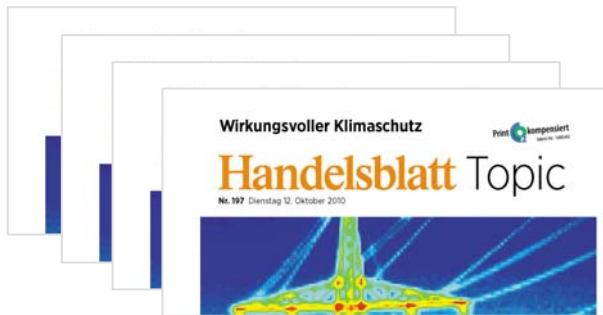 Wirkungsvoller Klimaschutz
Print kompensiert
Handelsblatt Topic
Nr. 197 Dienstag 12. Oktober 2010